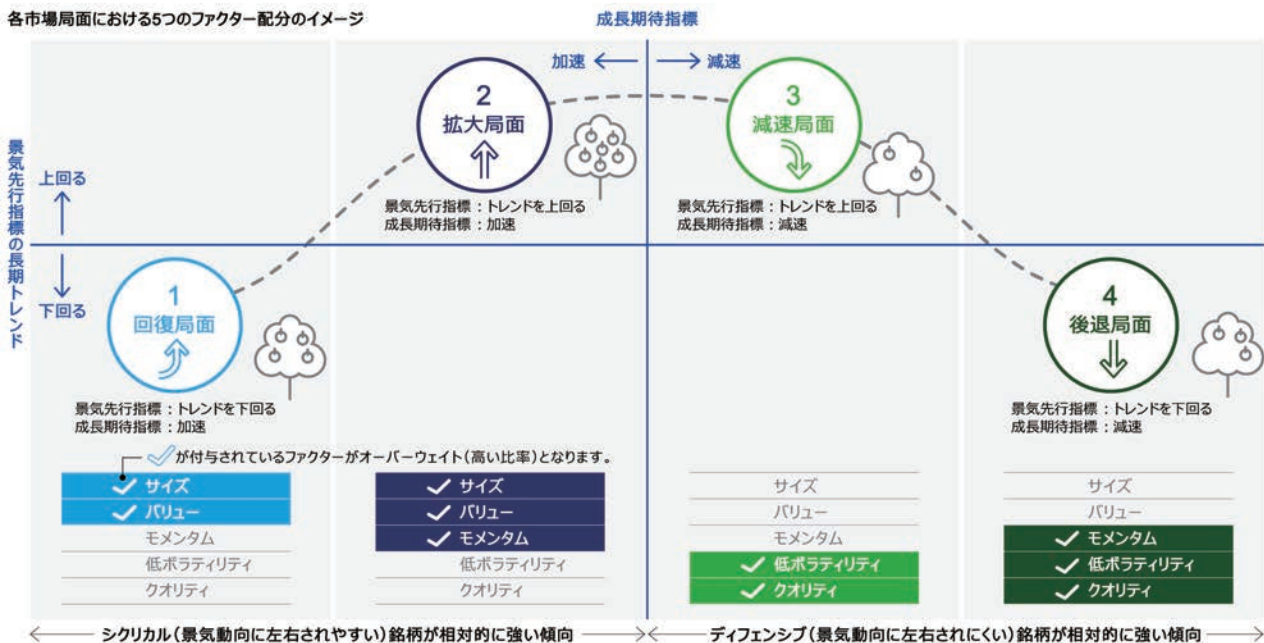 各市場局面における5つのファクター配分のイメージ
成長期待指標
加速
減速
景気先行指標の長期トレンド
上回る
下回る
1
回復局面
景気先行指標：トレンドを下回る
成長期待指標：加速
2
拡大局面
景気先行指標：トレンドを上回る
成長期待指標：加速
3
減速局面
景気先行指標：トレンドを上回る
成長期待指標：減速
4
後退局面
景気先行指標：トレンドを下回る
成長期待指標：減速
が付与されているファクターがオーバーウェイト(高い比率)となります。
サイズ
バリュー
モメンタム
低ボラティリティ
クオリティ
サイズ
バリュー
モメンタム
低ボラティリティ
クオリティ
サイズ
バリュー
モメンタム
低ボラティリティ
クオリティ
サイズ
バリュー
モメンタム
低ボラティリティ
クオリティ
シクリカル(景気動向に左右されやすい)銘柄が相対的に強い傾向
ディフェンシブ(景気動向に左右されにくい)銘柄が相対的に強い傾向